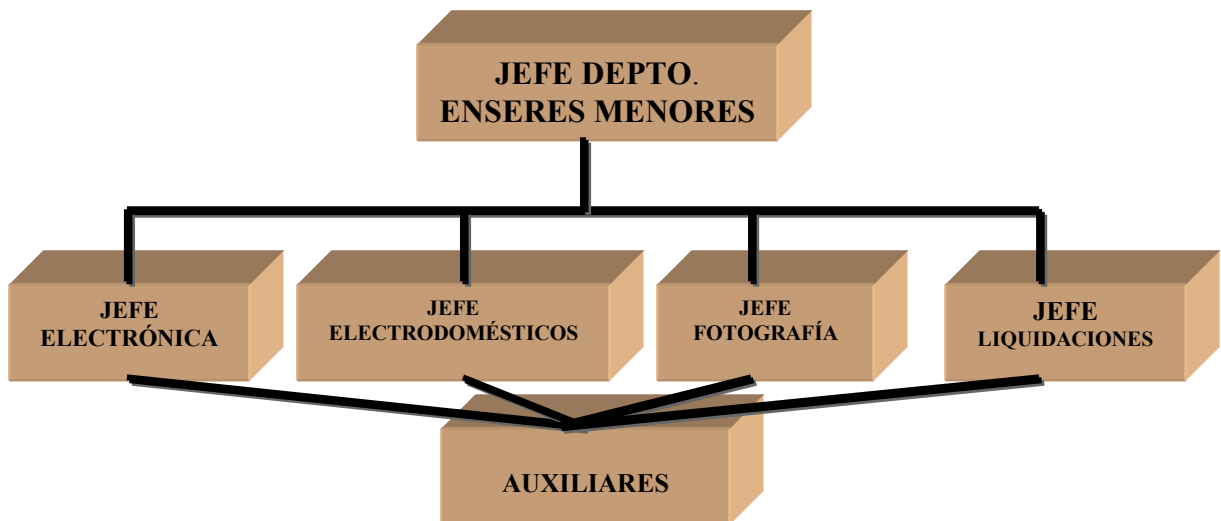 JEFE DEPTO.
ENSERES MENORES
JEFE
ELECTRÓNICA
JEFE
ELECTRODOMÉSTICOS
JEFE
FOTOGRAFÍA
JEFE
LIQUIDACIONES
AUXILIARES